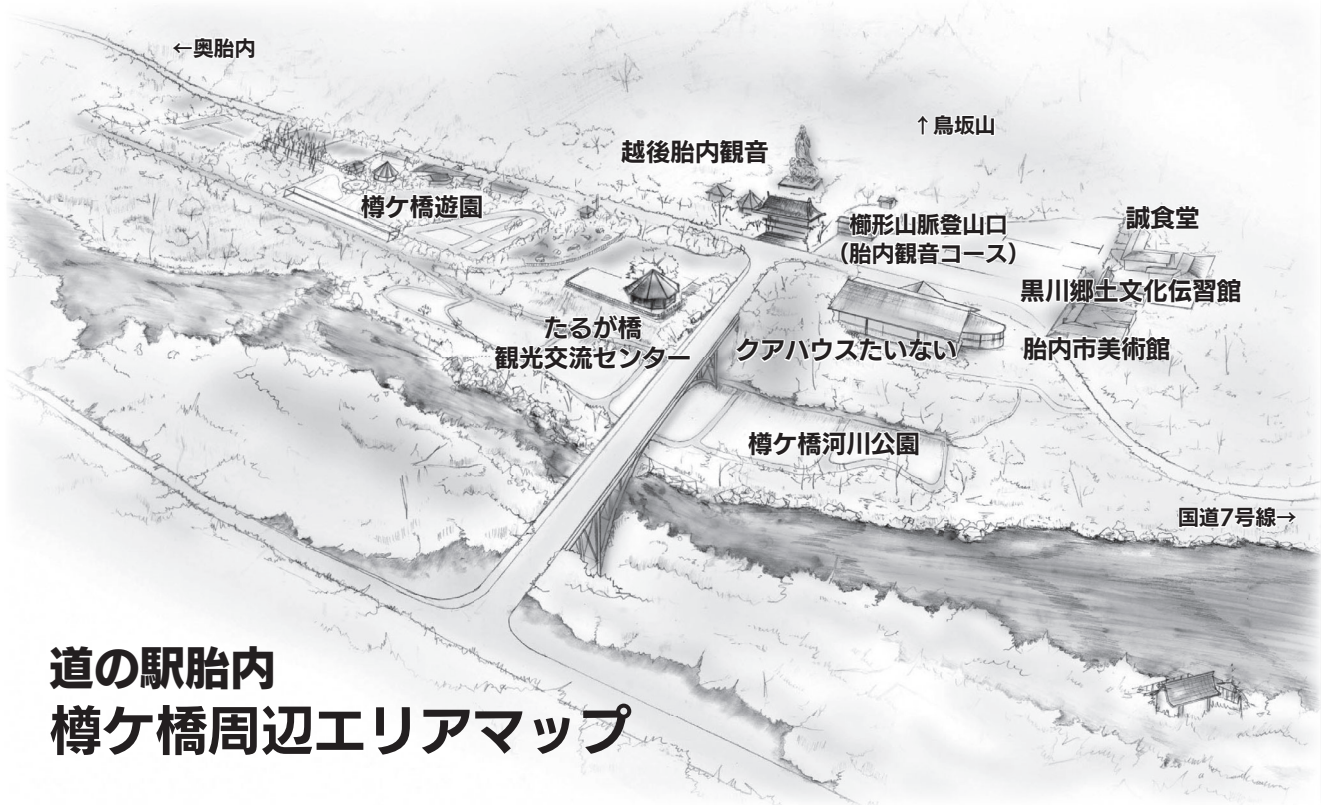 ←奥胎内
↑鳥坂山
越後胎内観音
樽ケ橋遊園
櫛形山脈登山口
（胎内観音コース）
誠食堂
黒川郷土文化伝習館
たるが橋
観光交流センター
クアハウスたいない
胎内市美術館
樽ケ橋河川公園
国道7号線→
道の駅胎内
樽ケ橋周辺エリアマップ